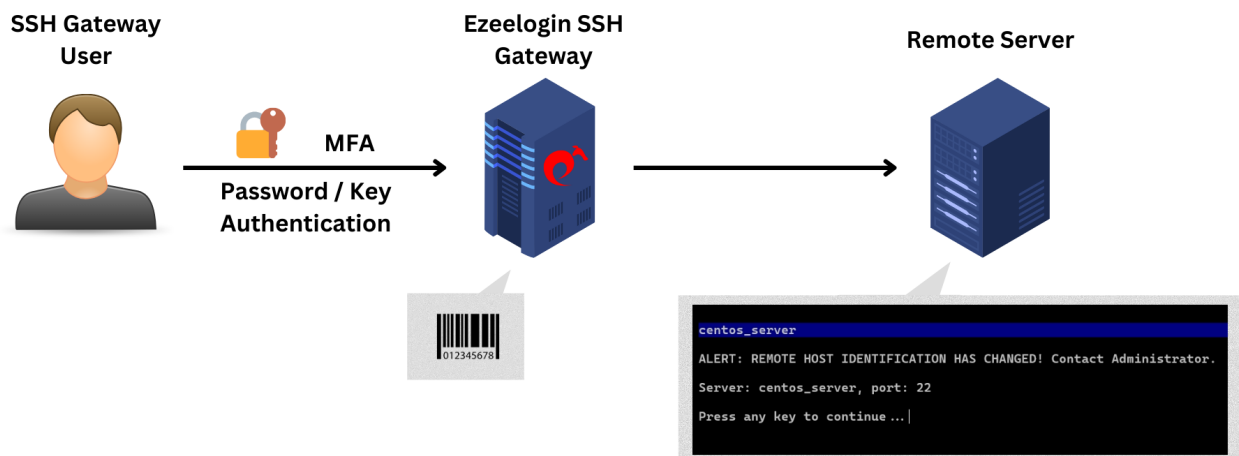 SSH Gateway
User
Ezeelogin SSH
Gateway
Remote Server
MFA
Password / Key
Authentication
012345678
centos_server
ALERT: REMOTE HOST IDENTIFICATION HAS CHANGED! Contact Administrator.
Server: centos_server, port: 22
Press any key to continue...